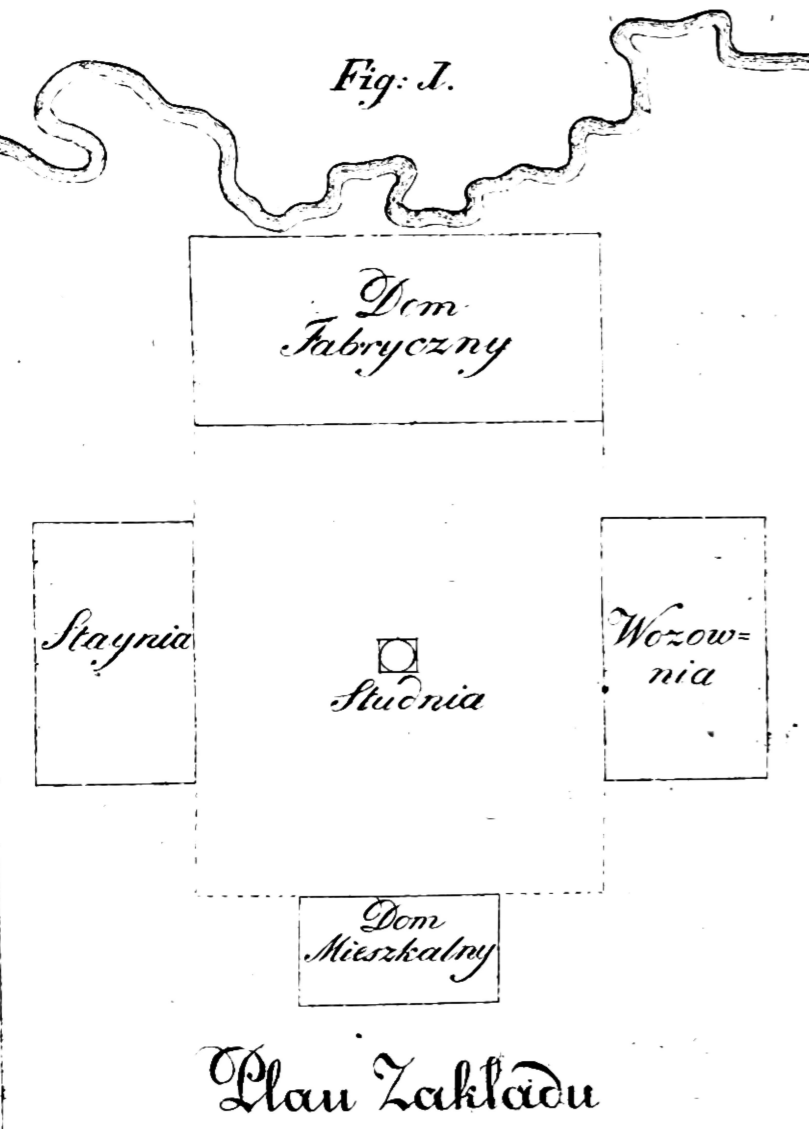 Fig: I.
Dom
Fabryczny
Staynia
Wozow=
nia
Studnia
Dom
Mieszkalny
Plan Zakładu